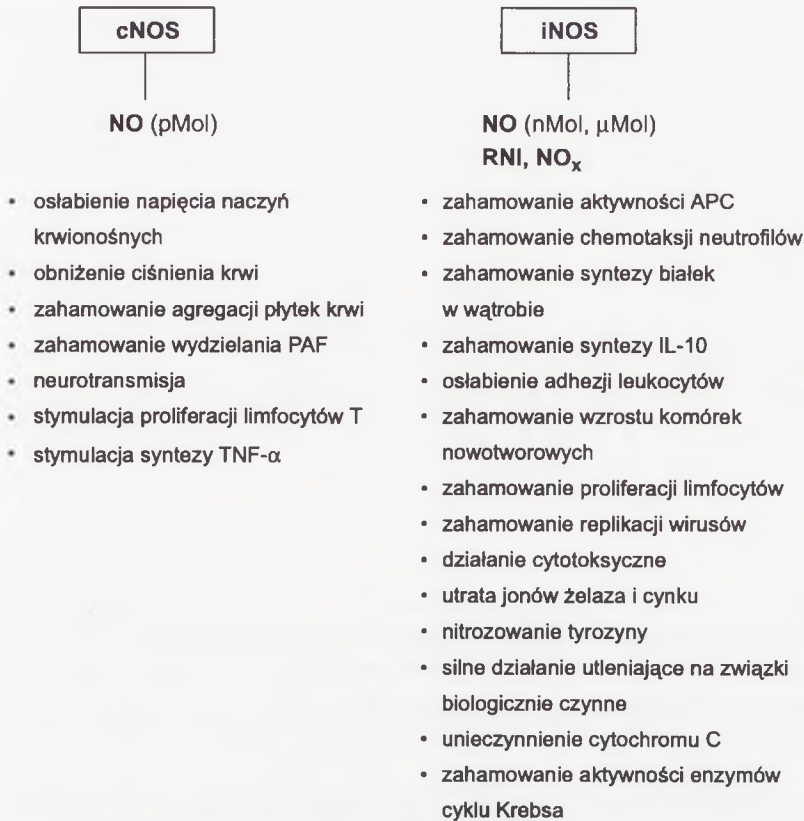 cNOS
NO (pMol)
• osłabienie napięcia naczyń
krwionośnych
• obniżenie ciśnienia krwi
• zahamowanie agregacji płytek krwi
• zahamowanie wydzielania PAF
• neurotransmisja
• stymulacja proliferacji limfocytów T
• stymulacja syntezy TNF-α
iNOS
NO (nMol, μMol)
RNI, NOₓ
• zahamowanie aktywności APC
• zahamowanie chemotaksji neutrofilów
• zahamowanie syntezy białek
w wątrobie
• zahamowanie syntezy IL-10
• osłabienie adhezji leukocytów
• zahamowanie wzrostu komórek
nowotworowych
• zahamowanie proliferacji limfocytów
• zahamowanie replikacji wirusów
• działanie cytotoksyczne
• utrata jonów żelaza i cynku
• nitrozowanie tyrozyny
• silne działanie utleniające na związki
biologicznie czynne
• unieczynnienie cytochromu C
• zahamowanie aktywności enzymów
cyklu Krebsa